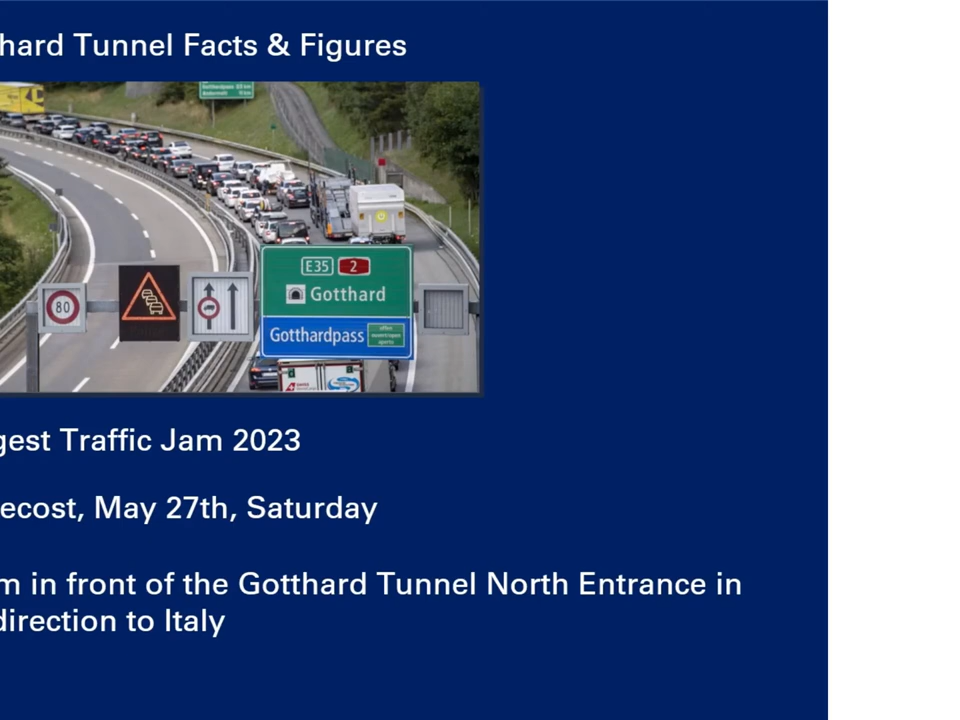 hard Tunnel Facts & Figures
80
E35 2
Gotthard
Gotthardpass
gest Traffic Jam 2023
ecost, May 27th, Saturday
m in front of the Gotthard Tunnel North Entrance in
direction to Italy